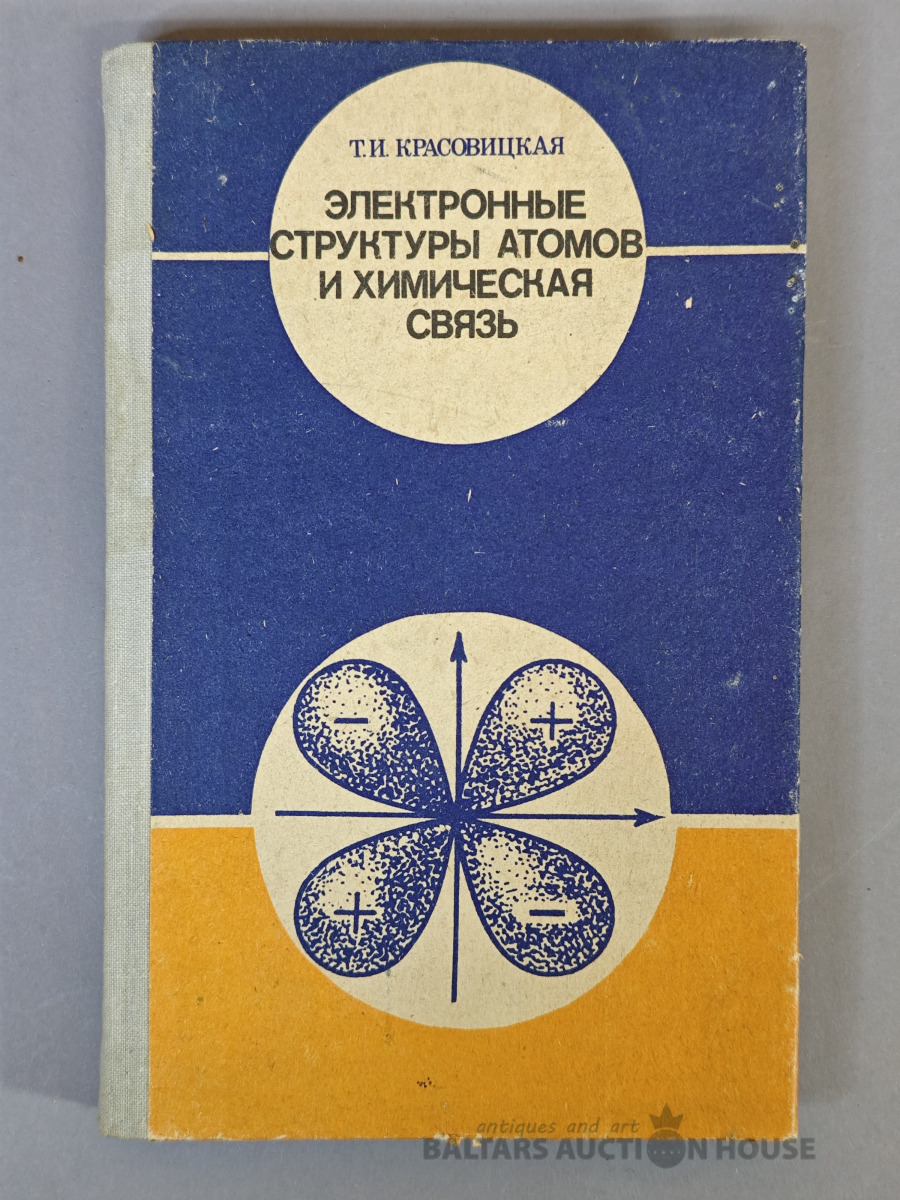 Т.И. КРАСОВИЦКАЯ
ЭЛЕКТРОННЫЕ
СТРУКТУРЫ АТОМОВ
И ХИМИЧЕСКАЯ
СВЯЗЬ
− +
+ −
antiques and art
BALTARS AUCTION HOUSE